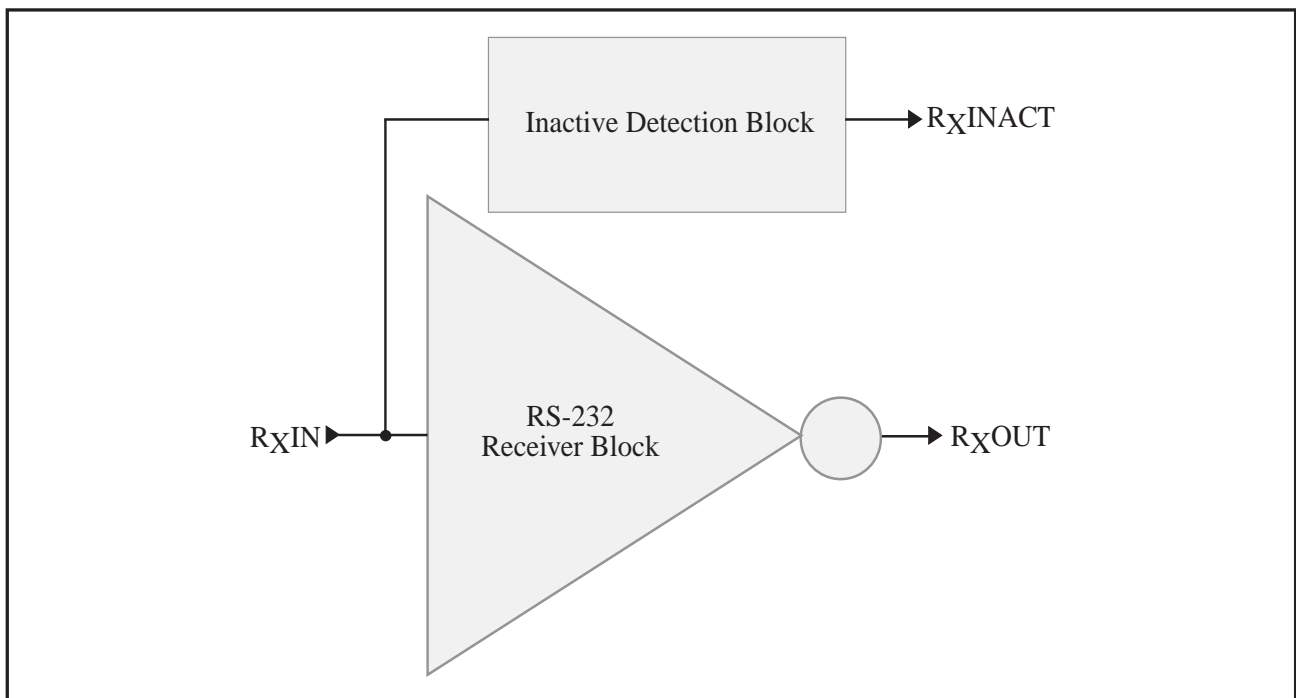 Inactive Detection Block
RXINACT
RS-232
Receiver Block
RXIN
RXOUT